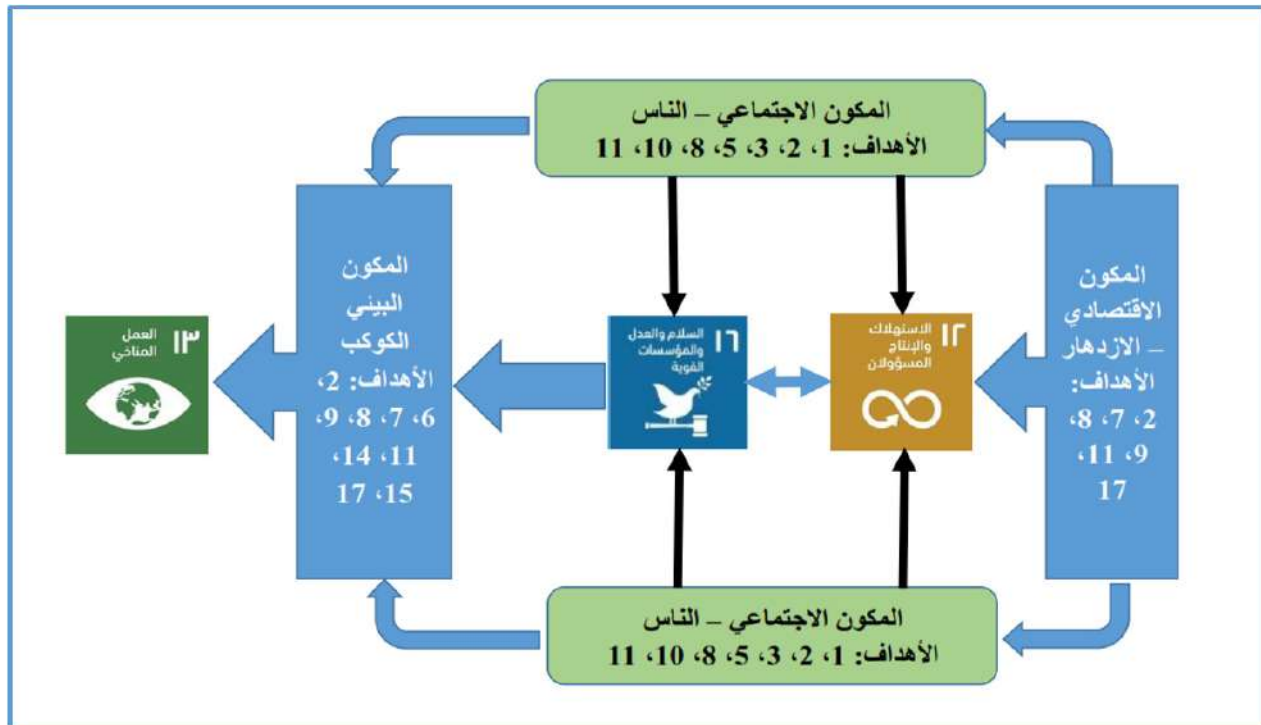 المكون الاجتماعي – الناس
الأهداف: 1، 2، 3، 5، 8، 10، 11
المكون
الاقتصادي
– الازدهار
الأهداف:
2، 7، 8،
9، 11،
17
١٢
الاستهلاك
والإنتاج
المسؤولان
١٦
السلام والعدل
والمؤسسات
القوية
المكون
البيئي
الكوكب
الأهداف: 2،
6، 7، 8، 9،
11، 14،
15، 17
١٣
العمل
المناخي
المكون الاجتماعي – الناس
الأهداف: 1، 2، 3، 5، 8، 10، 11